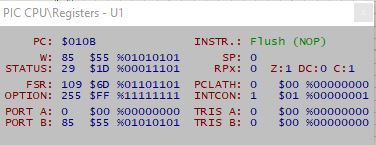 PIC CPU\Registers - U1
PC: $010B INSTR.: Flush (NOP)
W: 85 $55 %01010101 SP: 0
STATUS: 29 $1D %00011101 RPx: 0 Z:1 DC:0 C:1
FSR: 109 $6D %01101101 PCLATH: 0 $00 %00000000
OPTION: 255 $FF %11111111 INTCON: 1 $01 %00000001
PORT A: 0 $00 %00000000 TRIS A: 0 $00 %00000000
PORT B: 85 $55 %01010101 TRIS B: 0 $00 %00000000